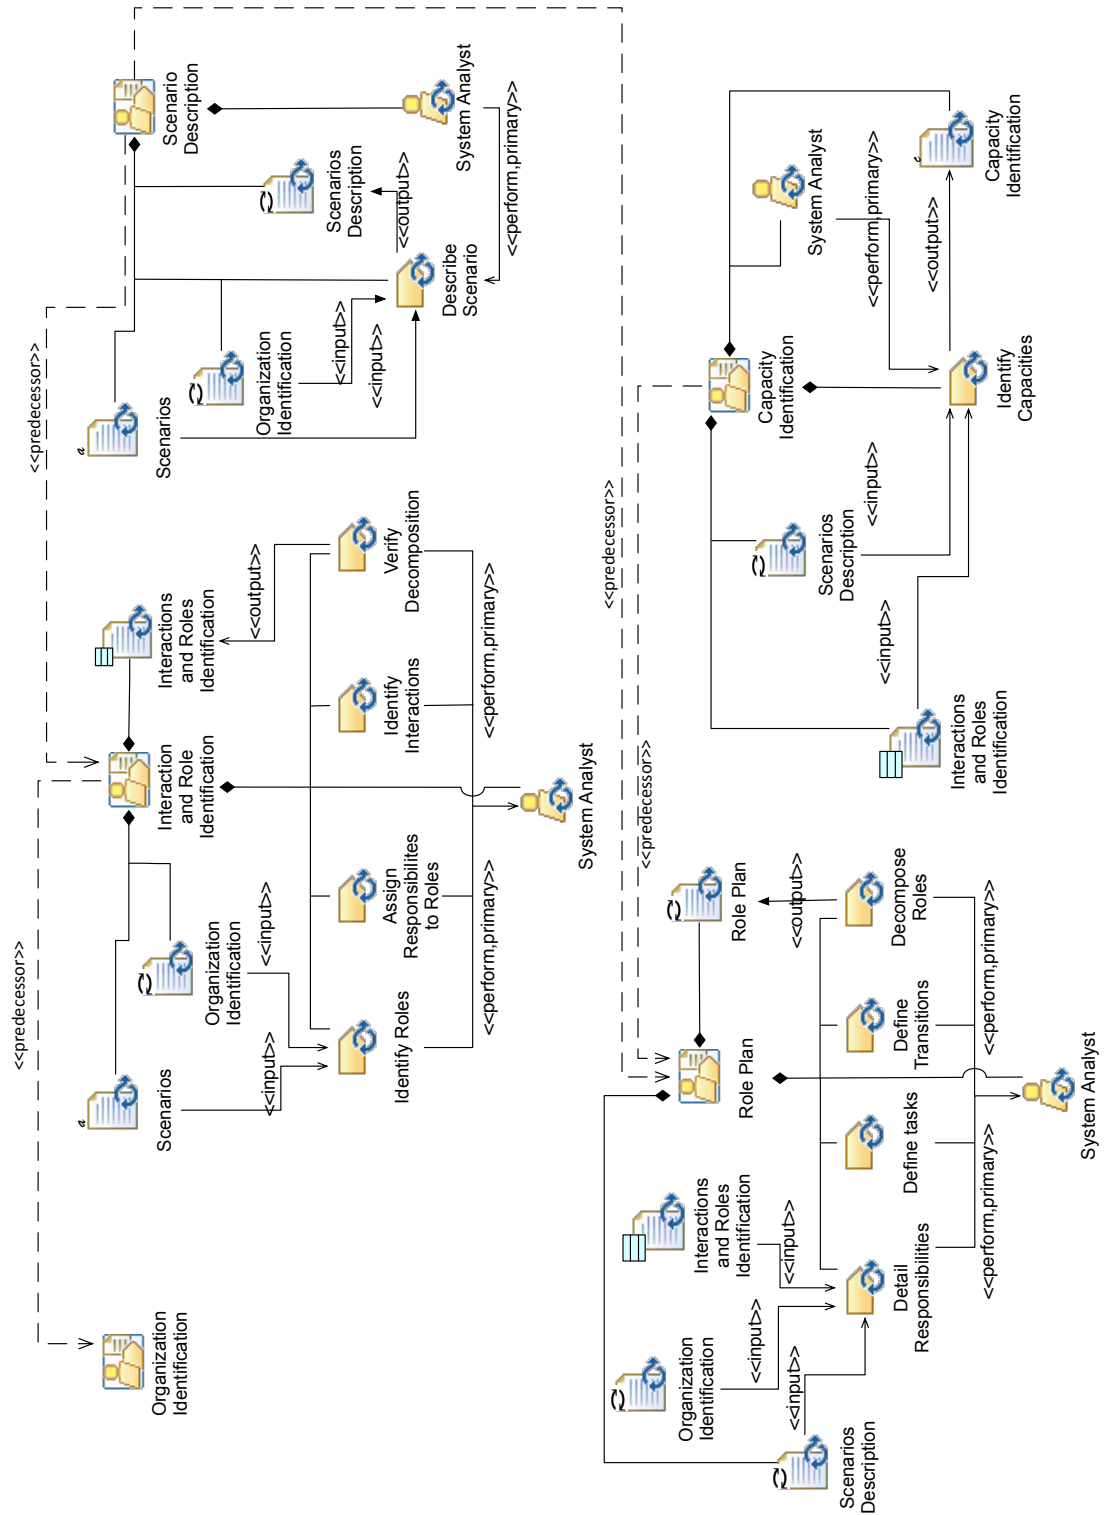 <<predecessor>>
<<predecessor>>
Organization
Identification
a
Scenarios
Organization
Identification
Interaction
and Role
Identification
Interactions
and Roles
Identification
<<input>>
<<input>>
<<output>>
Identify Roles
Assign
Responsibilites
to Roles
Identify
Interactions
Verify
Decomposition
<<perform,primary>>
<<perform,primary>>
System Analyst
a
Scenarios
Organization
Identification
Scenarios
Description
Scenario
Description
<<input>>
<<input>>
<<output>>
Describe
Scenario
System Analyst
<<perform,primary>>
<<predecessor>>
<<predecessor>>
Scenarios
Description
Organization
Identification
Interactions
and Roles
Identification
Role Plan
Role Plan
<<input>>
<<input>>
<<input>>
<<output>>
Detail
Responsibilities
Define tasks
Define
Transitions
Decompose
Roles
<<perform,primary>>
<<perform,primary>>
System Analyst
Interactions
and Roles
Identification
Scenarios
Description
Capacity
Identification
System Analyst
<<input>>
<<input>>
<<perform,primary>>
<<output>>
Identify
Capacities
c
Capacity
Identification